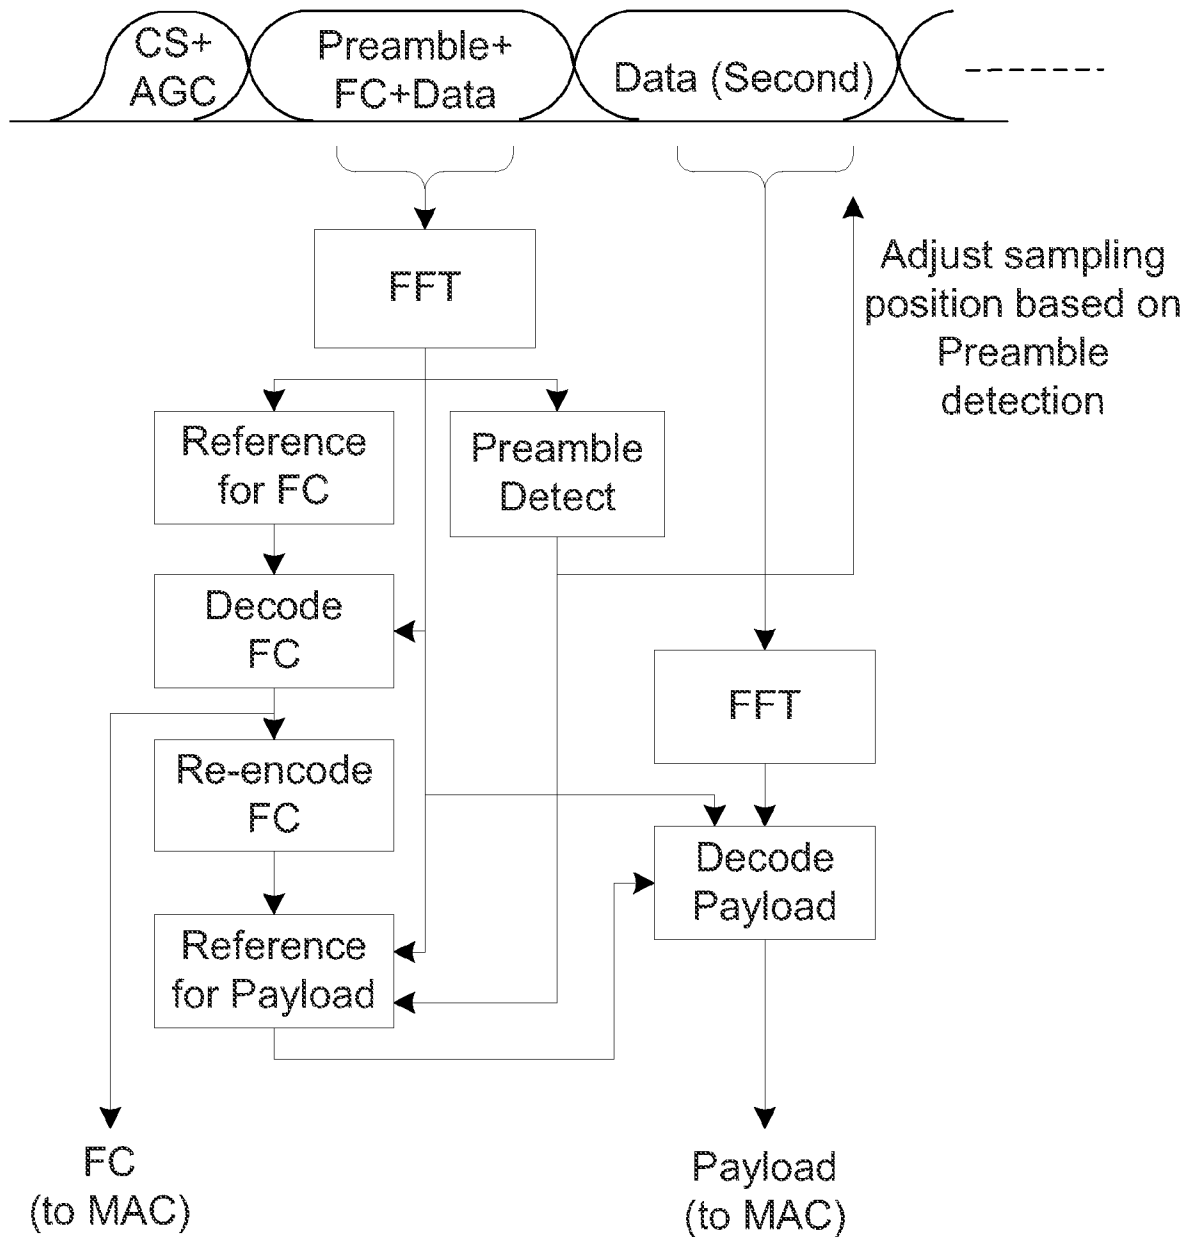 CS+
AGC
Preamble+
FC+Data
Data (Second)
FFT
Adjust sampling
position based on
Preamble
detection
Reference
for FC
Preamble
Detect
Decode
FC
FFT
Re-encode
FC
Decode
Payload
Reference
for Payload
FC
(to MAC)
Payload
(to MAC)